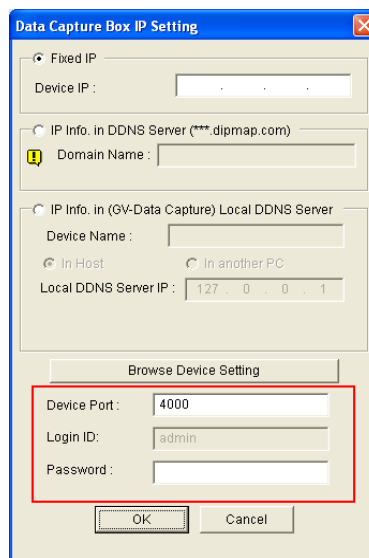 Data Capture Box IP Setting
Fixed IP
Device IP :
. . .
IP Info. in DDNS Server (***.dipmap.com)
Domain Name :
IP Info. in (GV-Data Capture) Local DDNS Server
Device Name :
In Host In another PC
Local DDNS Server IP : 127 . 0 . 0 . 1
Browse Device Setting
Device Port : 4000
Login ID: admin
Password :
OK Cancel